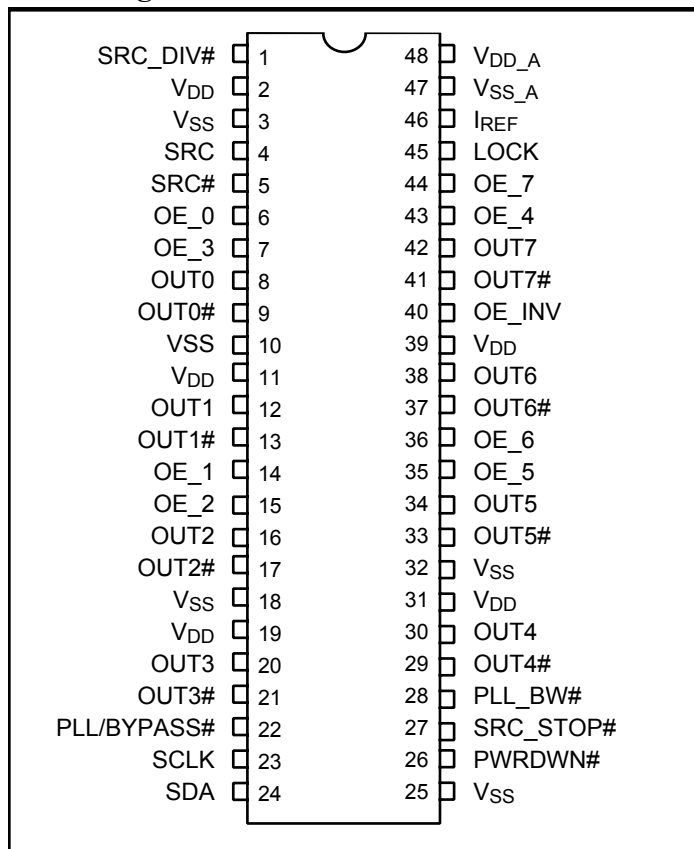 SRC_DIV# 1 48 VDD_A
VDD 2 47 VSS_A
VSS 3 46 IREF
SRC 4 45 LOCK
SRC# 5 44 OE_7
OE_0 6 43 OE_4
OE_3 7 42 OUT7
OUT0 8 41 OUT7#
OUT0# 9 40 OE_INV
VSS 10 39 VDD
VDD 11 38 OUT6
OUT1 12 37 OUT6#
OUT1# 13 36 OE_6
OE_1 14 35 OE_5
OE_2 15 34 OUT5
OUT2 16 33 OUT5#
OUT2# 17 32 VSS
VSS 18 31 VDD
VDD 19 30 OUT4
OUT3 20 29 OUT4#
OUT3# 21 28 PLL_BW#
PLL/BYPASS# 22 27 SRC_STOP#
SCLK 23 26 PWRDWN#
SDA 24 25 VSS